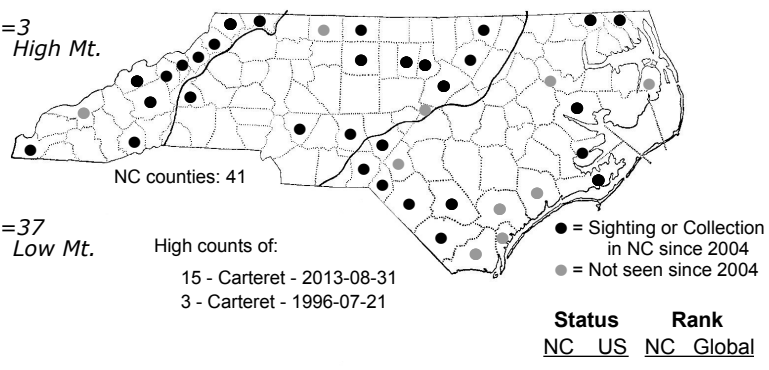 =3
High Mt.
NC counties: 41
=37
Low Mt.
High counts of:
15 - Carteret - 2013-08-31
3 - Carteret - 1996-07-21
● = Sighting or Collection
in NC since 2004
● = Not seen since 2004
Status Rank
NC US NC Global